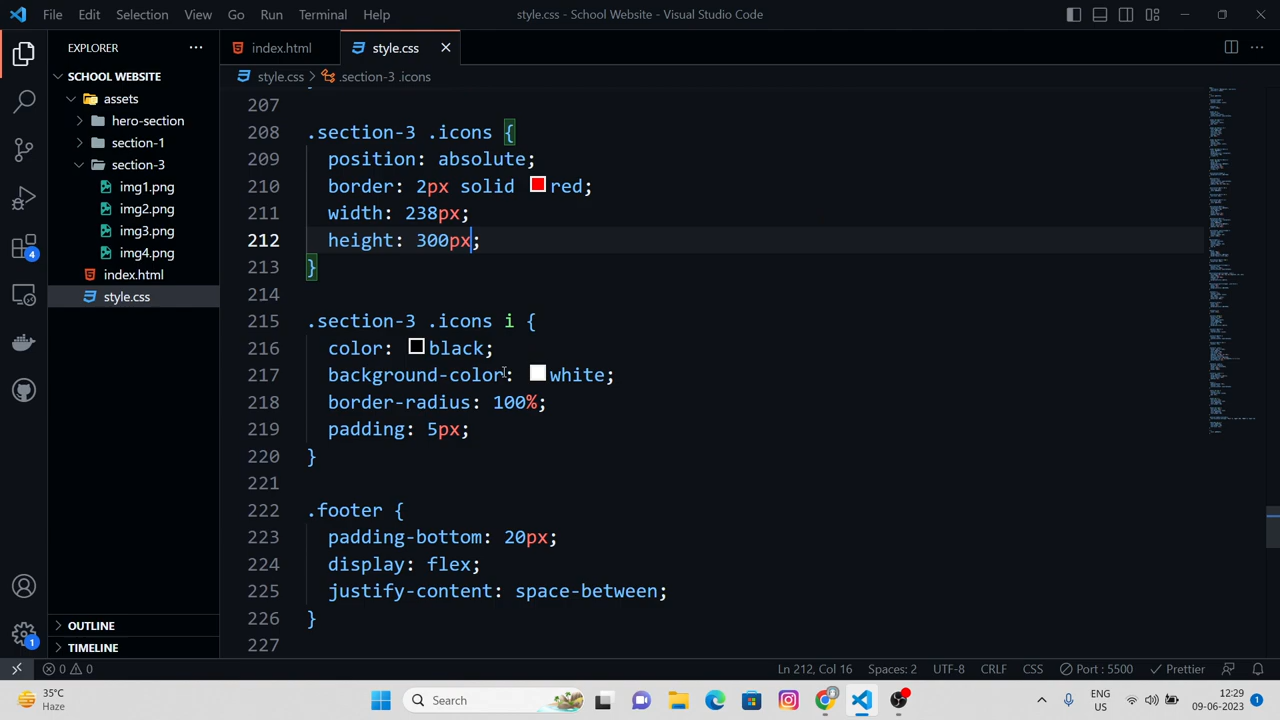 File Edit Selection View Go Run Terminal Help
style.css - School Website - Visual Studio Code
EXPLORER
index.html
style.css
SCHOOL WEBSITE
style.css > .section-3 .icons
assets
hero-section
section-1
section-3
img1.png
img2.png
img3.png
img4.png
index.html
style.css
OUTLINE
TIMELINE
4
1
207
208 .section-3 .icons {
209 position: absolute;
210 border: 2px solid red;
211 width: 238px;
212 height: 300px;
213 }
214
215 .section-3 .icons i {
216 color: black;
217 background-color: white;
218 border-radius: 100%;
219 padding: 5px;
220 }
221
222 .footer {
223 padding-bottom: 20px;
224 display: flex;
225 justify-content: space-between;
226 }
227
0 0
Ln 212, Col 16
Spaces: 2
UTF-8
CRLF
CSS
Port : 5500
Prettier
35°C
Haze
Search
ENG
US
12:29
09-06-2023